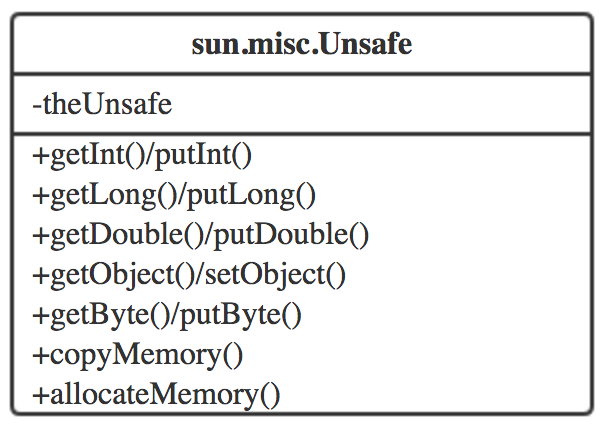 sun.misc.Unsafe
-theUnsafe
+getInt()/putInt()
+getLong()/putLong()
+getDouble()/putDouble()
+getObject()/setObject()
+getByte()/putByte()
+copyMemory()
+allocateMemory()